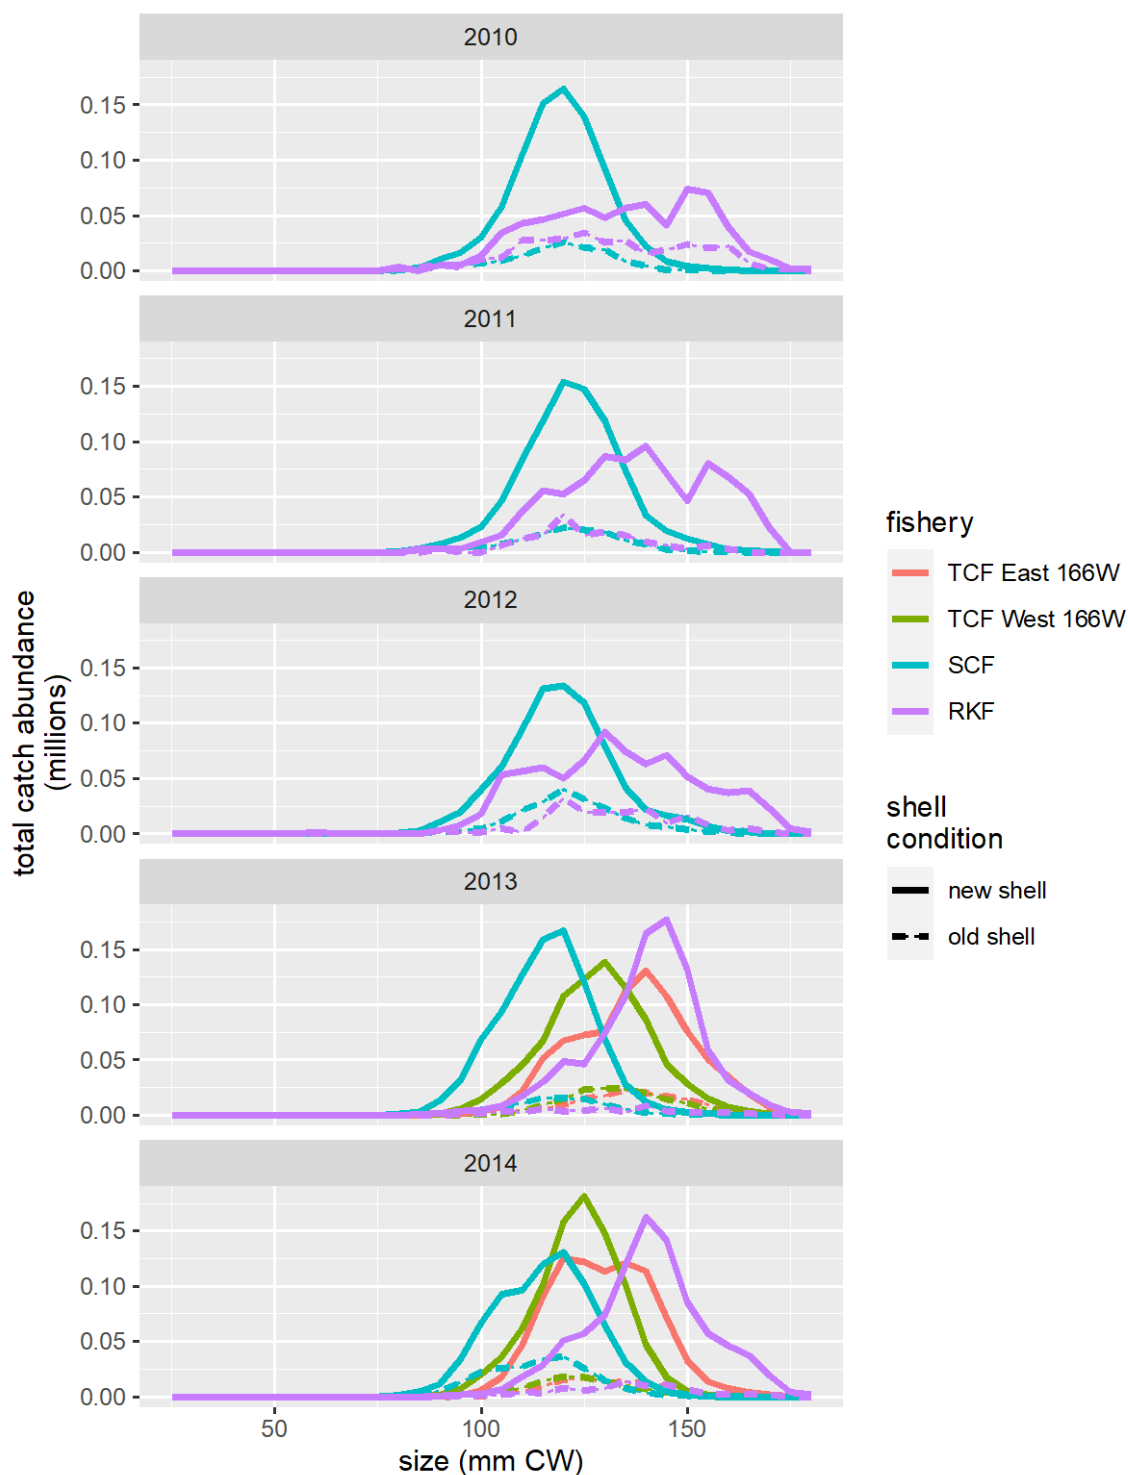 2010
0.15
0.10
0.05
0.00
2011
0.15
0.10
0.05
0.00
2012
0.15
0.10
0.05
0.00
2013
0.15
0.10
0.05
0.00
2014
0.15
0.10
0.05
0.00
50 100 150
size (mm CW)
total catch abundance
(millions)
fishery
TCF East 166W
TCF West 166W
SCF
RKF
shell
condition
new shell
old shell